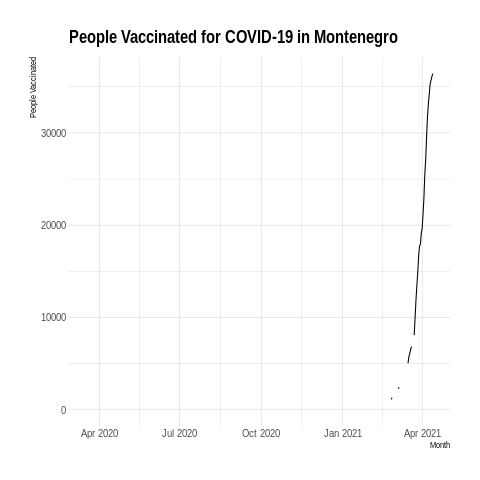 People Vaccinated for COVID-19 in Montenegro
People Vaccinated
30000
20000
10000
0
Apr 2020 Jul 2020 Oct 2020 Jan 2021 Apr 2021
Month